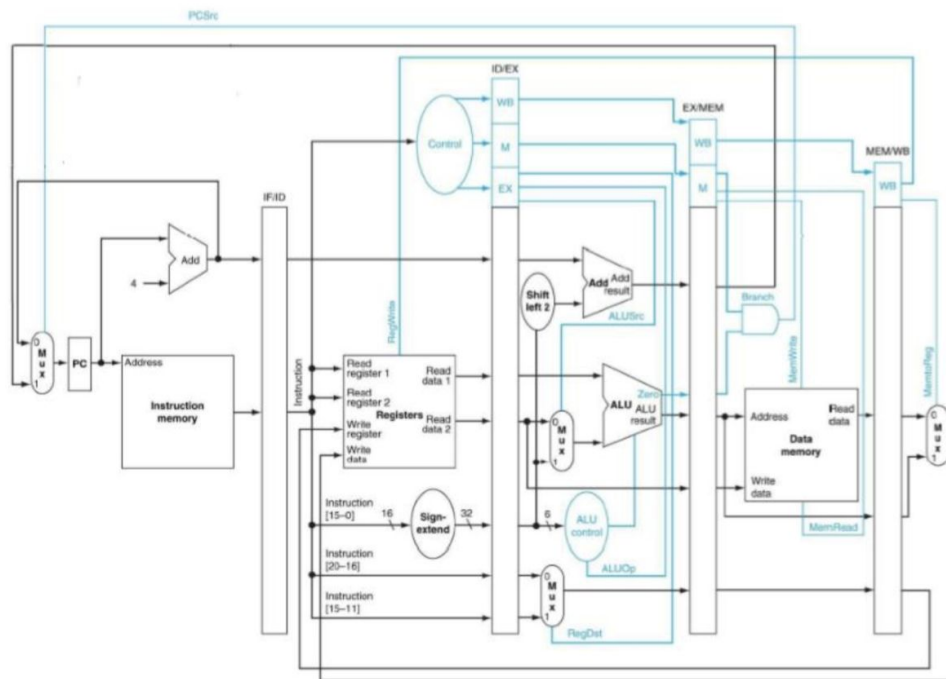 PCSrc
ID/EX
WB
EX/MEM
Control
M
WB
MEM/WB
EX
M
WB
IF/ID
Add
4
Shift
left 2
Add
Add
result
ALUSrc
Branch
RegWrite
MemWrite
MemtoReg
0
M
u
x
1
PC
Address
Instruction
memory
Instruction
Read
register 1
Read
register 2
Write
register
Write
data
Registers
Read
data 1
Read
data 2
0
M
u
x
1
Zero
ALU
ALU
result
Address
Read
data
Data
memory
Write
data
0
M
u
x
1
Instruction
[15–0]
16
Sign-
extend
32
6
ALU
control
MemRead
Instruction
[20–16]
ALUOp
0
M
u
x
1
Instruction
[15–11]
RegDst